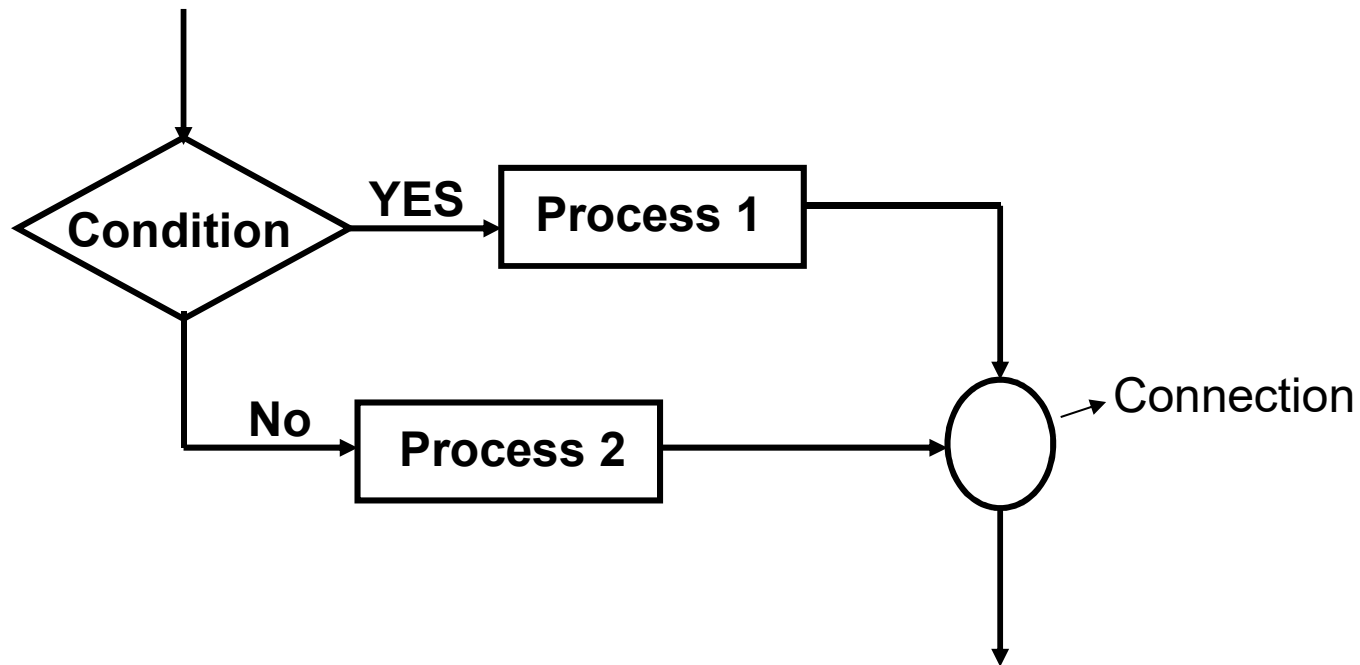 YES
Process 1
Condition
Connection
No
Process 2